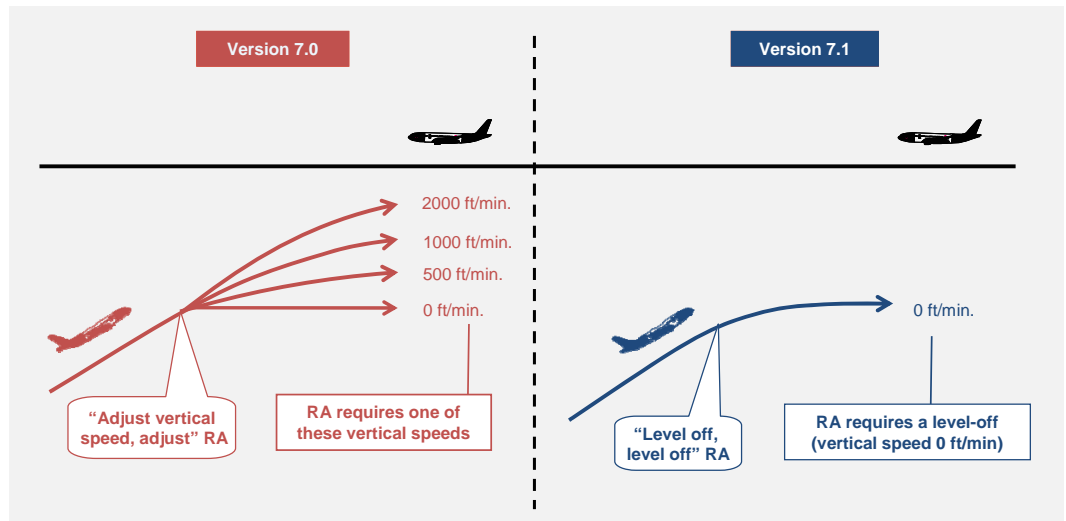 Version 7.0
2000 ft/min.
1000 ft/min.
500 ft/min.
0 ft/min.
“Adjust vertical
speed, adjust” RA
RA requires one of
these vertical speeds
Version 7.1
0 ft/min.
“Level off,
level off” RA
RA requires a level-off
(vertical speed 0 ft/min)